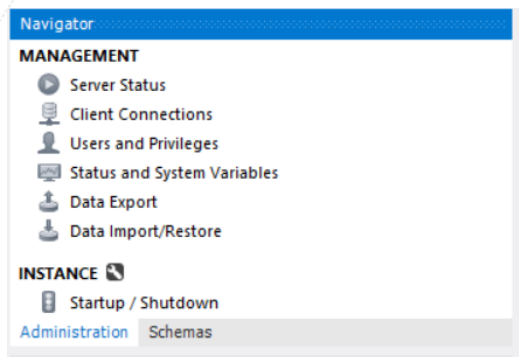 Navigator
MANAGEMENT
Server Status
Client Connections
Users and Privileges
Status and System Variables
Data Export
Data Import/Restore
INSTANCE
Startup / Shutdown
Administration Schemas